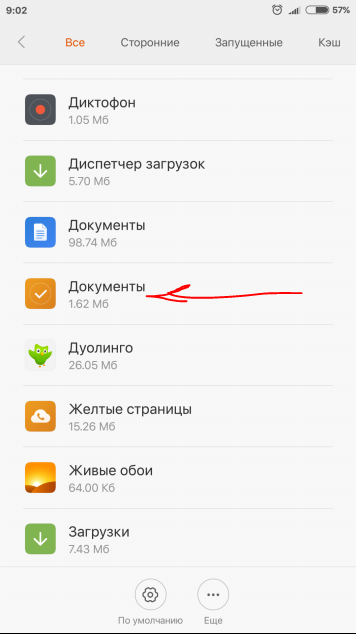 9:02
57%
Все Сторонние Запущенные Кэш
Диктофон
1.05 Мб
Диспетчер загрузок
5.70 Мб
Документы
98.74 Мб
Документы
1.62 Мб
Дуолинго
26.05 Мб
Желтые страницы
15.26 Мб
Живые обои
64.00 Кб
Загрузки
7.43 Мб
По умолчанию Еще